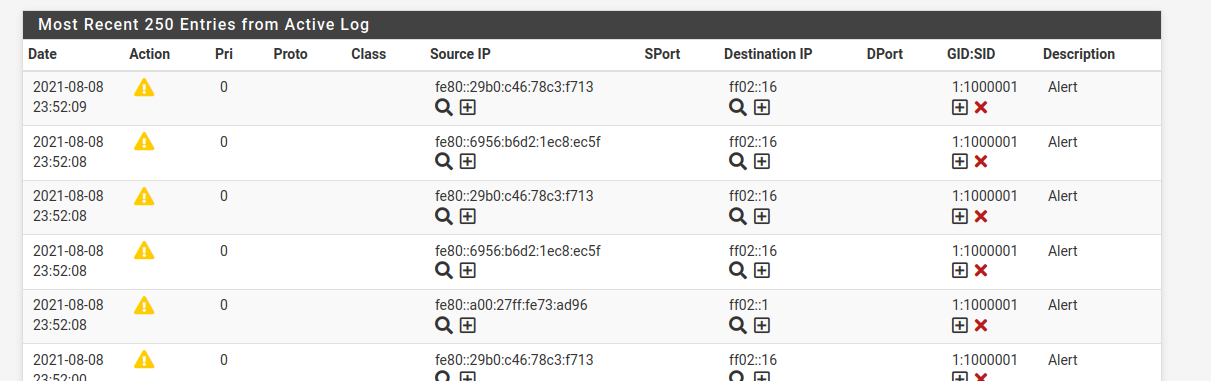 Most Recent 250 Entries from Active Log
Date Action Pri Proto Class Source IP SPort Destination IP DPort GID:SID Description
2021-08-08 0 fe80::29b0:c46:78c3:f713 ff02::16 1:1000001 Alert
23:52:09
2021-08-08 0 fe80::6956:b6d2:1ec8:ec5f ff02::16 1:1000001 Alert
23:52:08
2021-08-08 0 fe80::29b0:c46:78c3:f713 ff02::16 1:1000001 Alert
23:52:08
2021-08-08 0 fe80::6956:b6d2:1ec8:ec5f ff02::16 1:1000001 Alert
23:52:08
2021-08-08 0 fe80::a00:27ff:fe73:ad96 ff02::1 1:1000001 Alert
23:52:08
2021-08-08 0 fe80::29b0:c46:78c3:f713 ff02::16 1:1000001 Alert